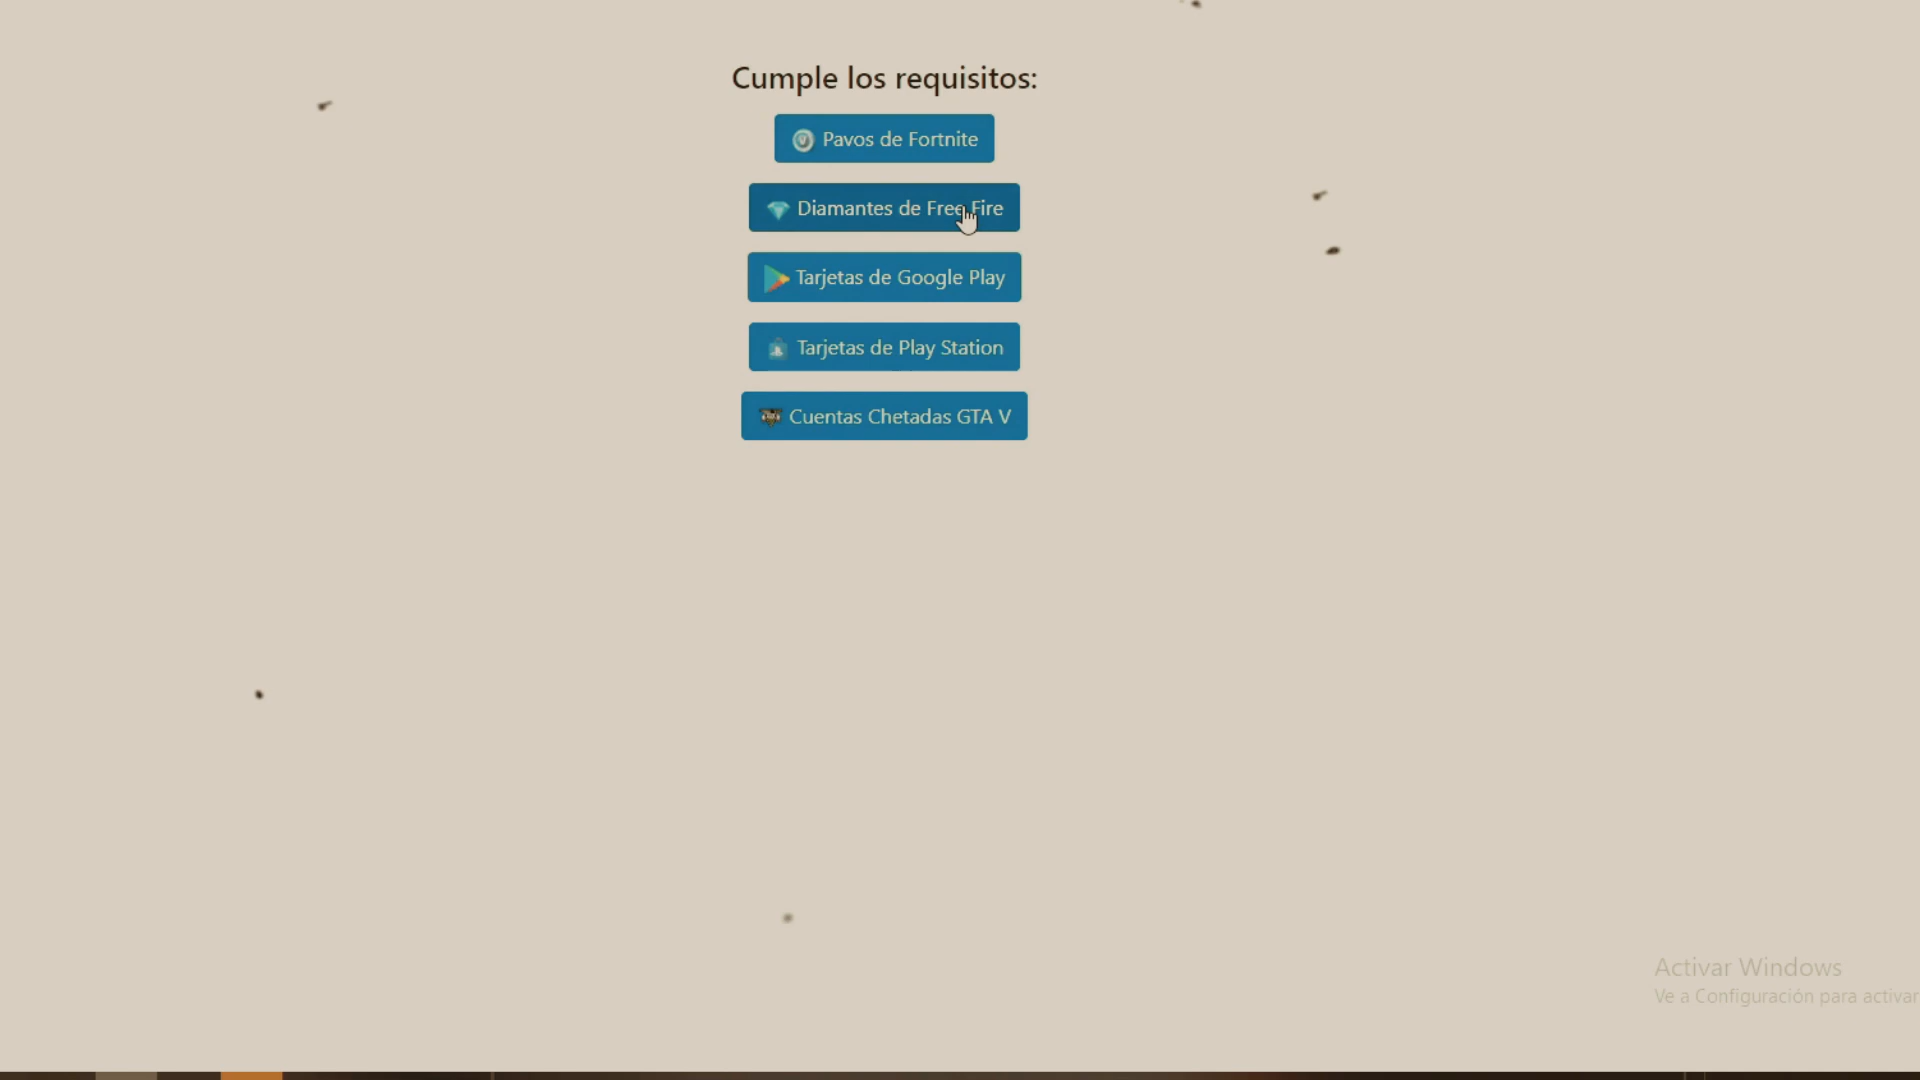 Cumple los requisitos:
Pavos de Fortnite
Diamantes de Free Fire
Tarjetas de Google Play
Tarjetas de Play Station
Cuentas Chetadas GTA V
Activar Windows
Ve a Configuración para activar